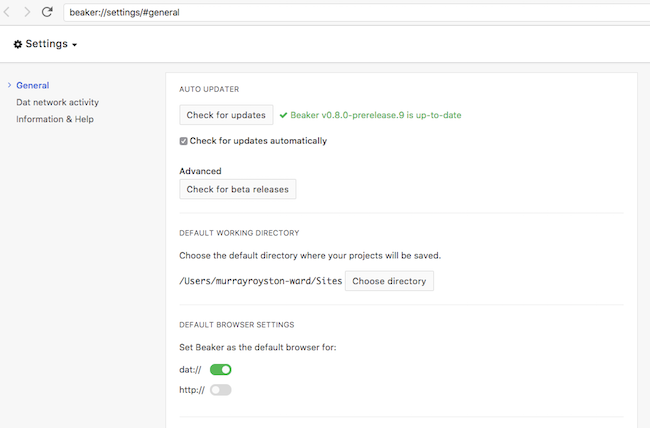 beaker://settings/#general
Settings
General
Dat network activity
Information & Help
AUTO UPDATER
Check for updates Beaker v0.8.0-prerelease.9 is up-to-date
Check for updates automatically
Advanced
Check for beta releases
DEFAULT WORKING DIRECTORY
Choose the default directory where your projects will be saved.
/Users/murrayroyston-ward/Sites Choose directory
DEFAULT BROWSER SETTINGS
Set Beaker as the default browser for:
dat://
http://